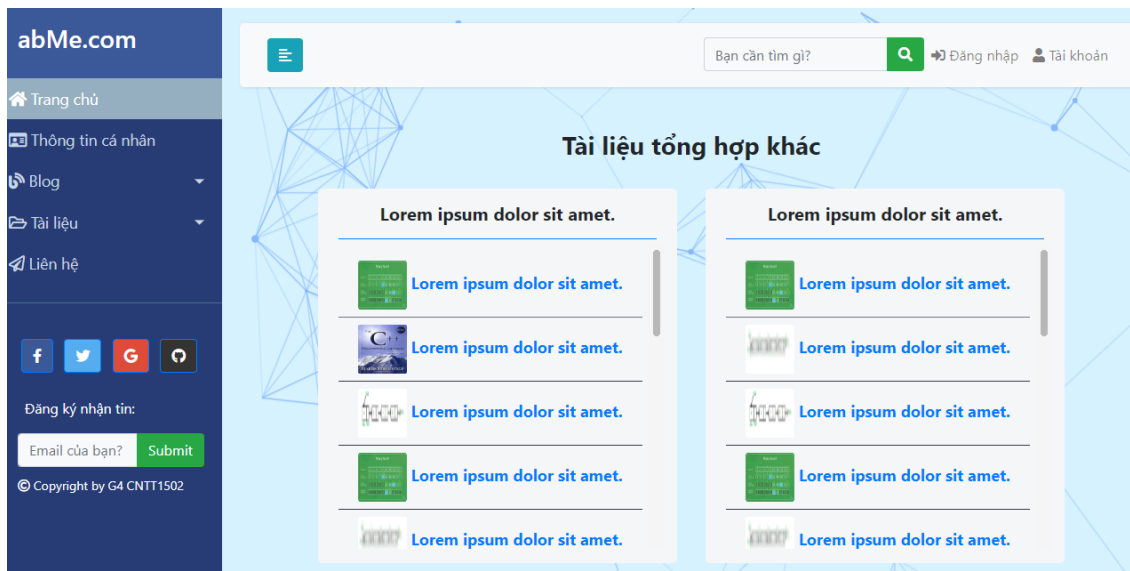 abMe.com
Trang chủ
Thông tin cá nhân
Blog
Tài liệu
Liên hệ
Đăng ký nhận tin:
Email của bạn?
Submit
© Copyright by G4 CNTT1502
Bạn cần tìm gì?
Đăng nhập
Tài khoản
Tài liệu tổng hợp khác
Lorem ipsum dolor sit amet.
Lorem ipsum dolor sit amet.
C++
Lorem ipsum dolor sit amet.
Lorem ipsum dolor sit amet.
Lorem ipsum dolor sit amet.
Lorem ipsum dolor sit amet.
Lorem ipsum dolor sit amet.
Lorem ipsum dolor sit amet.
Lorem ipsum dolor sit amet.
Lorem ipsum dolor sit amet.
Lorem ipsum dolor sit amet.
Lorem ipsum dolor sit amet.